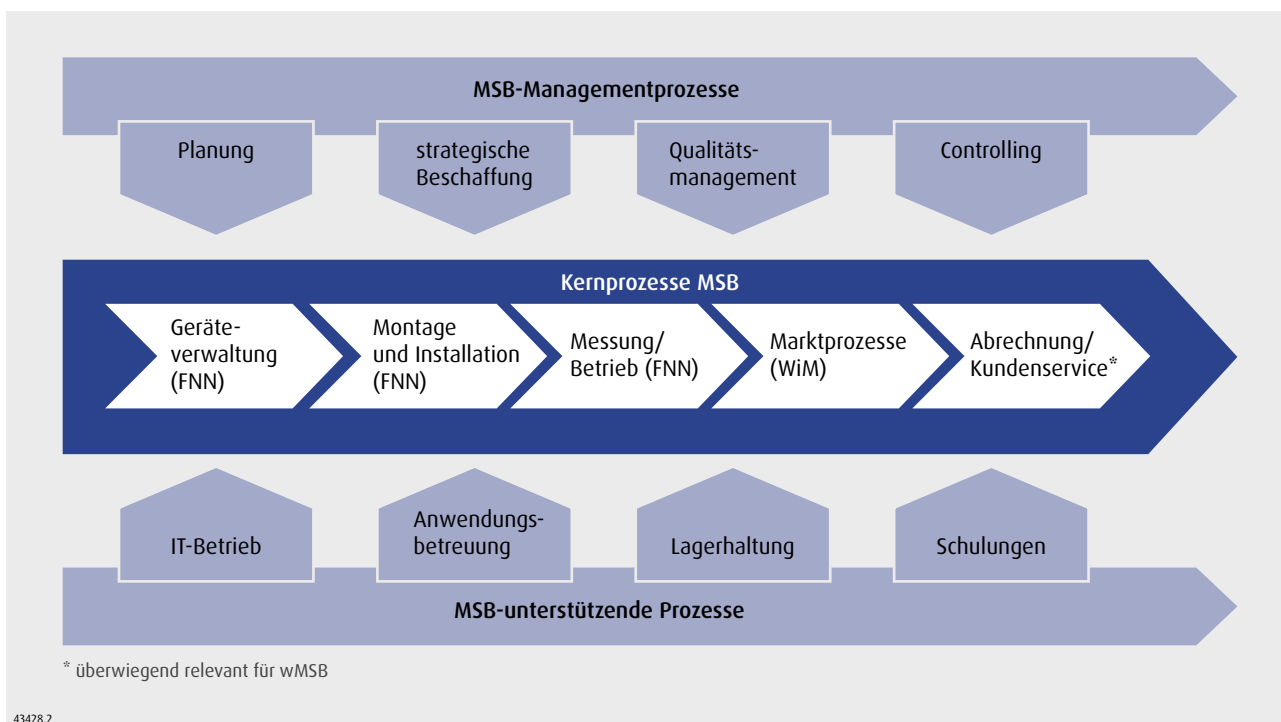 MSB-Managementprozesse
Planung
strategische
Beschaffung
Qualitäts-
management
Controlling
Kernprozesse MSB
Geräte-
verwaltung
(FNN)
Montage
und Installation
(FNN)
Messung/
Betrieb (FNN)
Marktprozesse
(WiM)
Abrechnung/
Kundenservice*
IT-Betrieb
Anwendungs-
betreuung
Lagerhaltung
Schulungen
MSB-unterstützende Prozesse
* überwiegend relevant für wMSB
43428.2